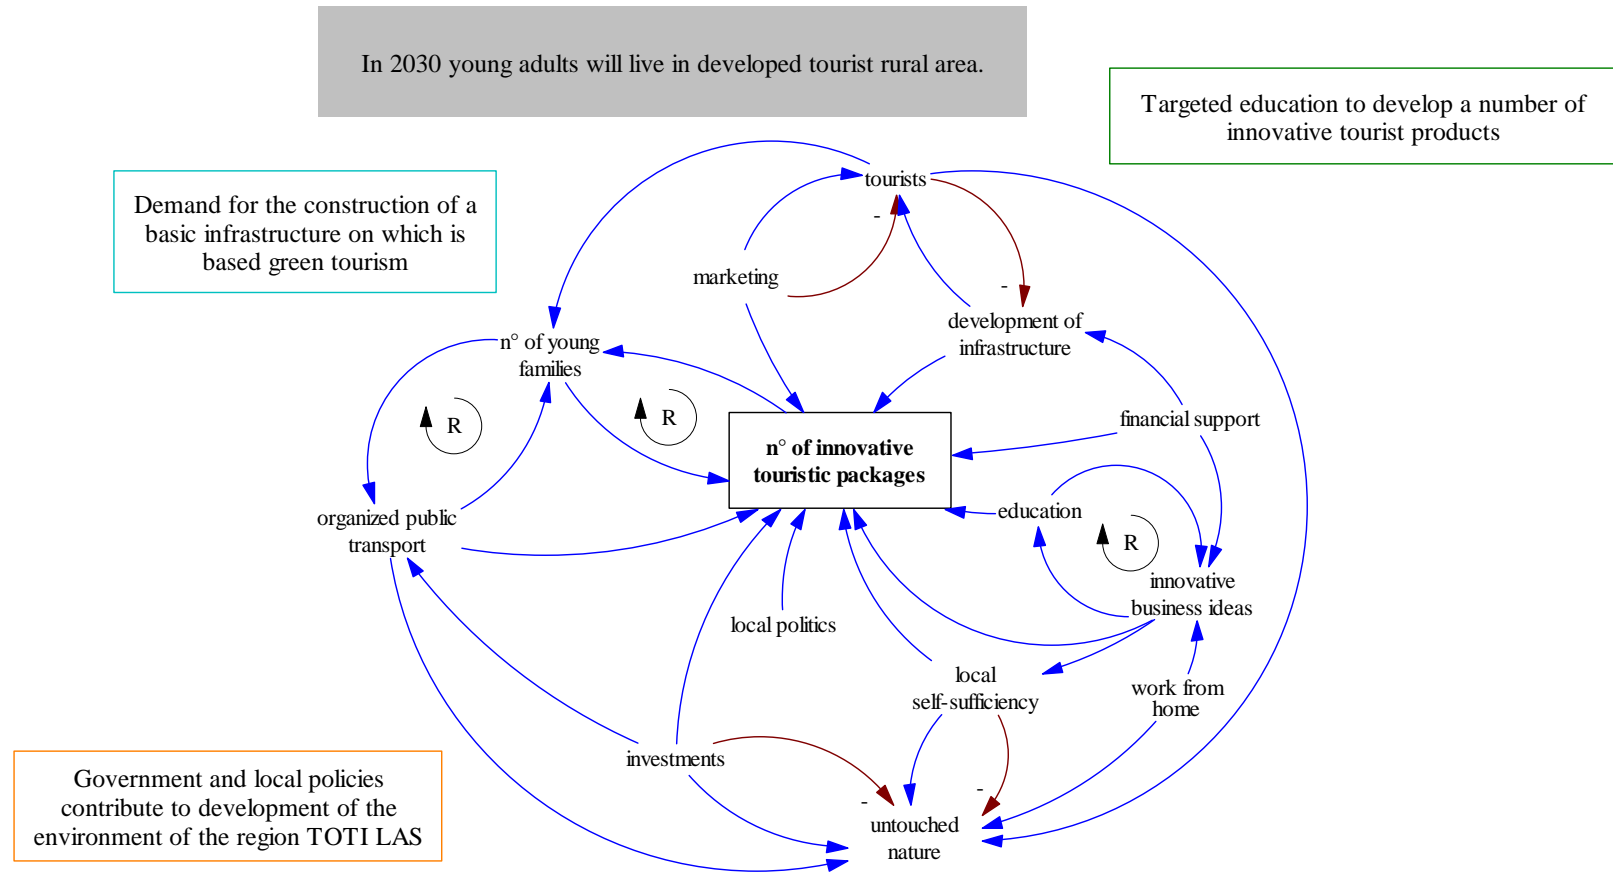 In 2030 young adults will live in developed tourist rural area.
Targeted education to develop a number of
innovative tourist products
Demand for the construction of a
basic infrastructure on which is
based green tourism
tourists
-
marketing
-
development of
infrastructure
n° of young
families
R
R
financial support
n° of innovative
touristic packages
education
R
organized public
transport
innovative
business ideas
local politics
local
self-sufficiency
work from
home
investments
-
-
untouched
nature
Government and local policies
contribute to development of the
environment of the region TOTI LAS